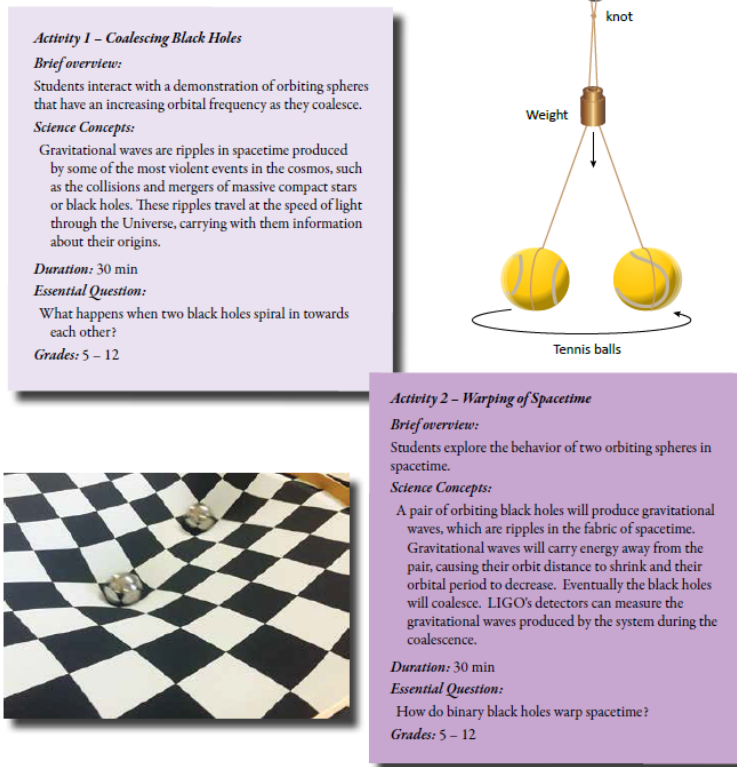 Activity 1 – Coalescing Black Holes
Brief overview:
Students interact with a demonstration of orbiting spheres
that have an increasing orbital frequency as they coalesce.
Science Concepts:
Gravitational waves are ripples in spacetime produced
by some of the most violent events in the cosmos, such
as the collisions and mergers of massive compact stars
or black holes. These ripples travel at the speed of light
through the Universe, carrying with them information
about their origins.
Duration: 30 min
Essential Question:
What happens when two black holes spiral in towards
each other?
Grades: 5 – 12
knot
Weight
Tennis balls
Activity 2 – Warping of Spacetime
Brief overview:
Students explore the behavior of two orbiting spheres in
spacetime.
Science Concepts:
A pair of orbiting black holes will produce gravitational
waves, which are ripples in the fabric of spacetime.
Gravitational waves will carry energy away from the
pair, causing their orbit distance to shrink and their
orbital period to decrease. Eventually the black holes
will coalesce. LIGO's detectors can measure the
gravitational waves produced by the system during the
coalescence.
Duration: 30 min
Essential Question:
How do binary black holes warp spacetime?
Grades: 5 – 12